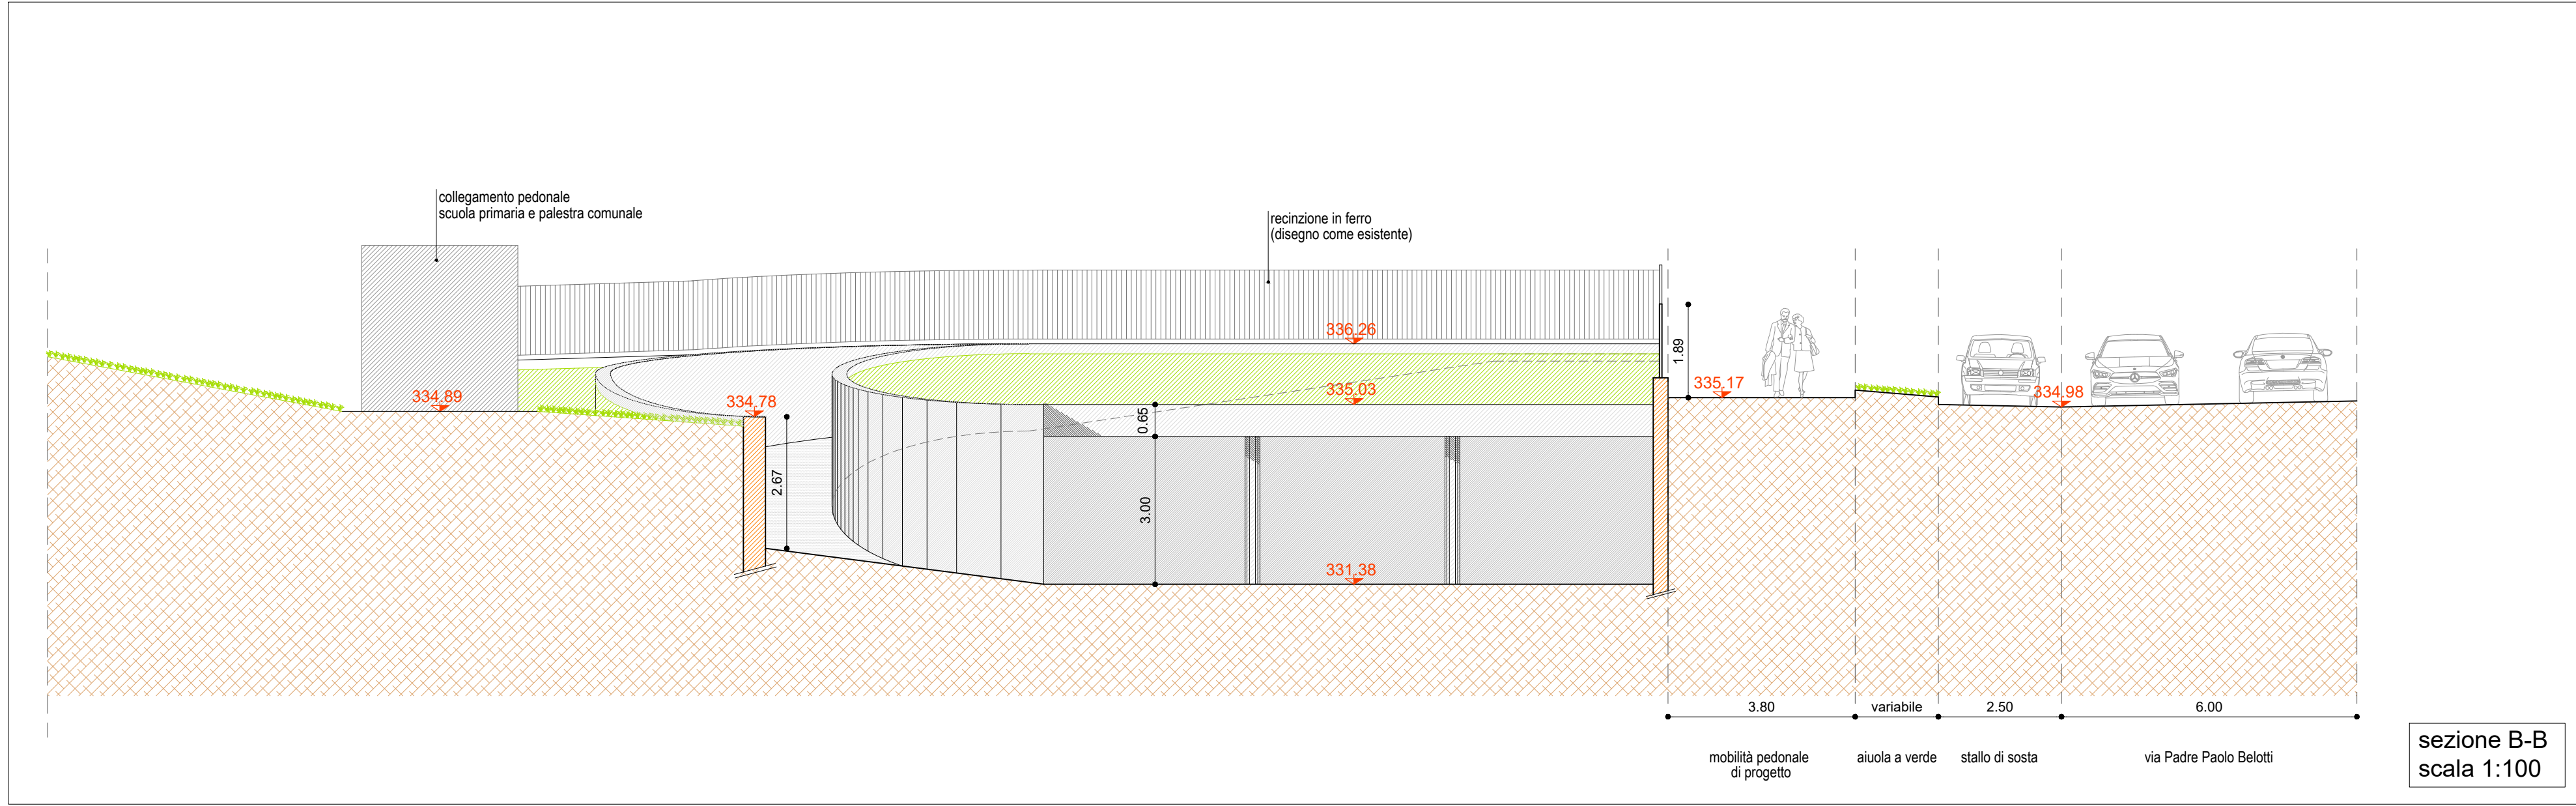 collegamento pedonale
scuola primaria e palestra comunale
recinzione in ferro
(disegno come esistente)
336.26
1.89
334.89
334.78
335.03
335.17
334.98
0.65
2.67
3.00
331.38
3.80
variabile
2.50
6.00
mobilità pedonale
di progetto
aiuola a verde
stallo di sosta
via Padre Paolo Belotti
sezione B-B
scala 1:100